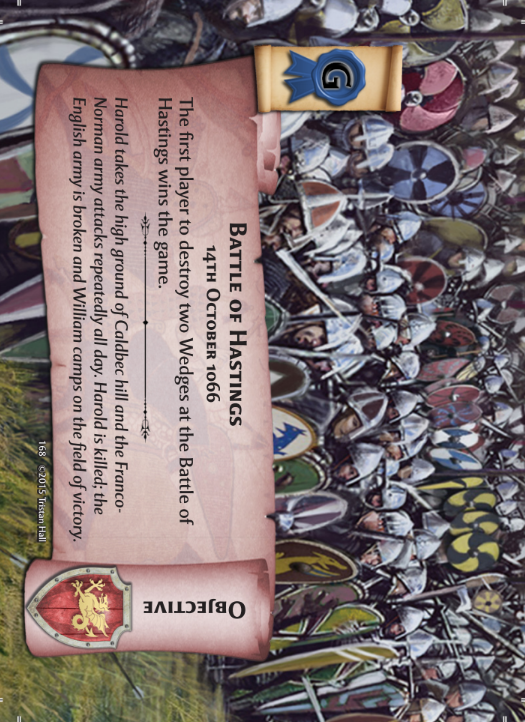 G
BATTLE OF HASTINGS
14TH OCTOBER 1066
The first player to destroy two Wedges at the Battle of
Hastings wins the game.
Harold takes the high ground of Caldbec hill and the Franco-
Norman army attacks repeatedly all day. Harold is killed; the
English army is broken and William camps on the field of victory.
OBJECTIVE
168 ©2015 Tristan Hall